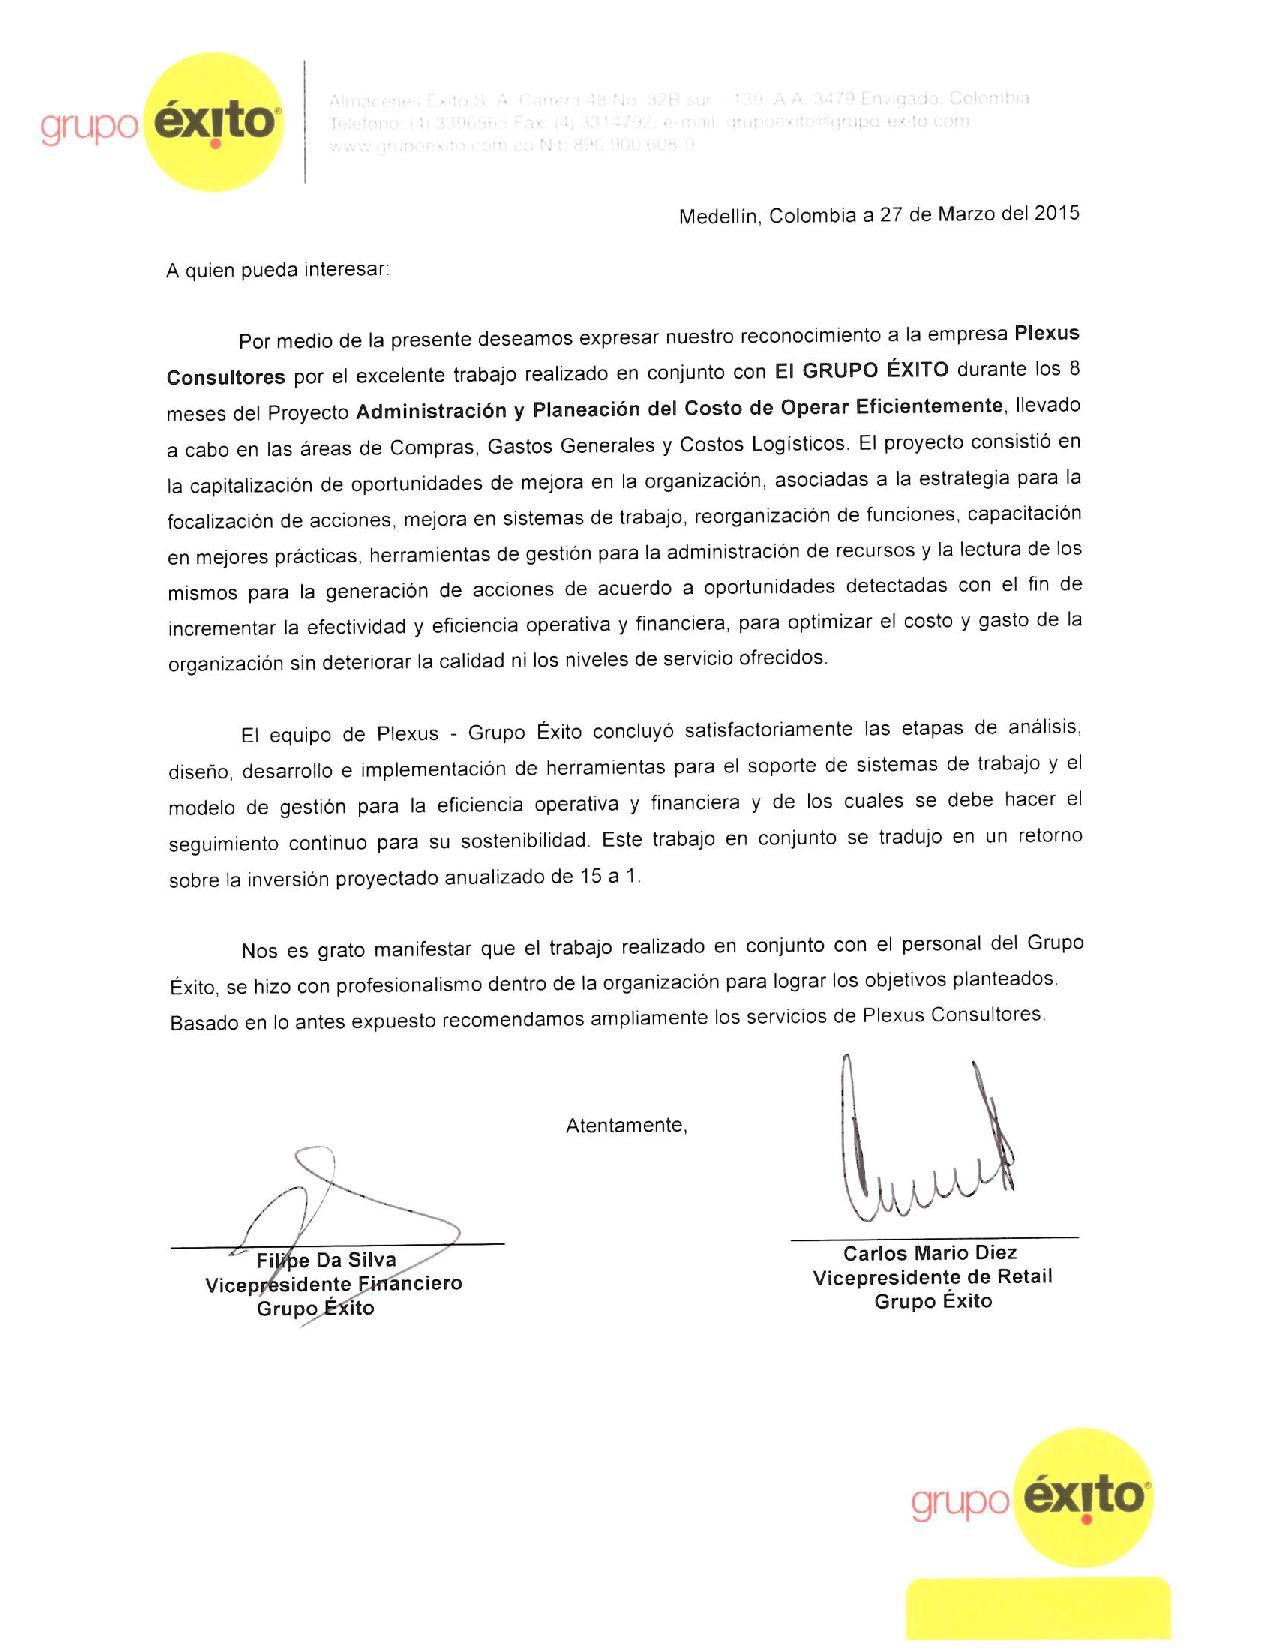 grupo éxito
Almacenes Exito S. A. Carrera 48 No. 32B sur - 139. A.A. 3479 Envigado. Colombia
Telefono: (4) 3396565 Fax: (4) 3314792. e-mail: grupoexito@grupo-exito.com
www.grupoexito.com.co Nit: 890 900 608-9
Medellín, Colombia a 27 de Marzo del 2015
A quien pueda interesar:
Por medio de la presente deseamos expresar nuestro reconocimiento a la empresa Plexus
Consultores por el excelente trabajo realizado en conjunto con El GRUPO ÉXITO durante los 8
meses del Proyecto Administración y Planeación del Costo de Operar Eficientemente, llevado
a cabo en las áreas de Compras, Gastos Generales y Costos Logísticos. El proyecto consistió en
la capitalización de oportunidades de mejora en la organización, asociadas a la estrategia para la
focalización de acciones, mejora en sistemas de trabajo, reorganización de funciones, capacitación
en mejores prácticas, herramientas de gestión para la administración de recursos y la lectura de los
mismos para la generación de acciones de acuerdo a oportunidades detectadas con el fin de
incrementar la efectividad y eficiencia operativa y financiera, para optimizar el costo y gasto de la
organización sin deteriorar la calidad ni los niveles de servicio ofrecidos.
El equipo de Plexus - Grupo Éxito concluyó satisfactoriamente las etapas de análisis,
diseño, desarrollo e implementación de herramientas para el soporte de sistemas de trabajo y el
modelo de gestión para la eficiencia operativa y financiera y de los cuales se debe hacer el
seguimiento continuo para su sostenibilidad. Este trabajo en conjunto se tradujo en un retorno
sobre la inversión proyectado anualizado de 15 a 1.
Nos es grato manifestar que el trabajo realizado en conjunto con el personal del Grupo
Éxito, se hizo con profesionalismo dentro de la organización para lograr los objetivos planteados.
Basado en lo antes expuesto recomendamos ampliamente los servicios de Plexus Consultores.
Atentamente,
Filipe Da Silva
Vicepresidente Financiero
Grupo Éxito
Carlos Mario Diez
Vicepresidente de Retail
Grupo Éxito
grupo éxito